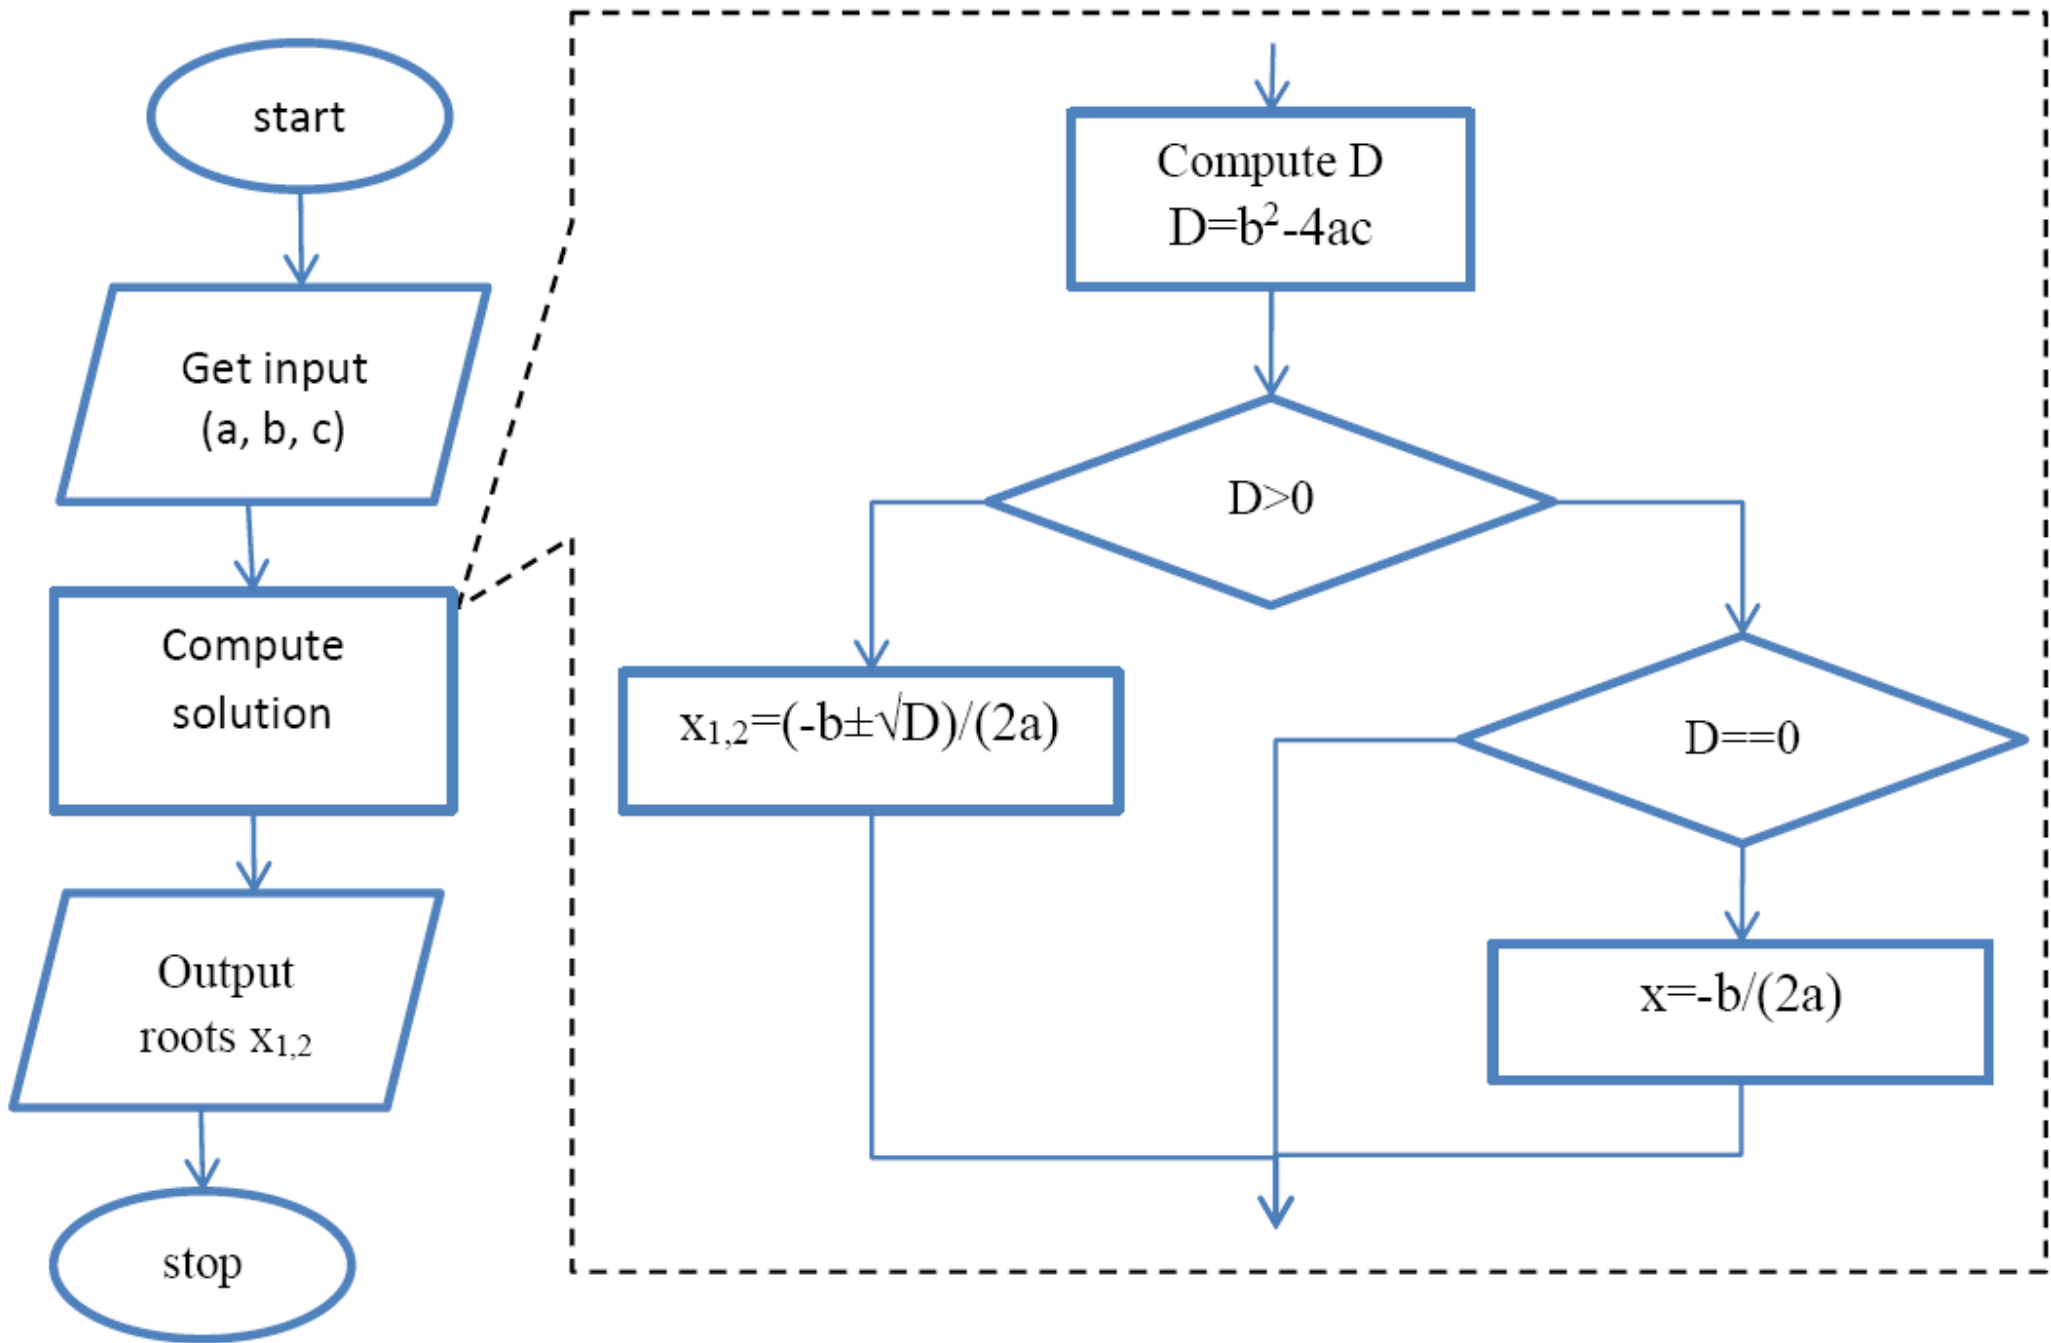 start
Get input
(a, b, c)
Compute
solution
Output
roots x₁,₂
stop
Compute D
D=b²-4ac
D>0
x₁,₂=(-b±√D)/(2a)
D==0
x=-b/(2a)